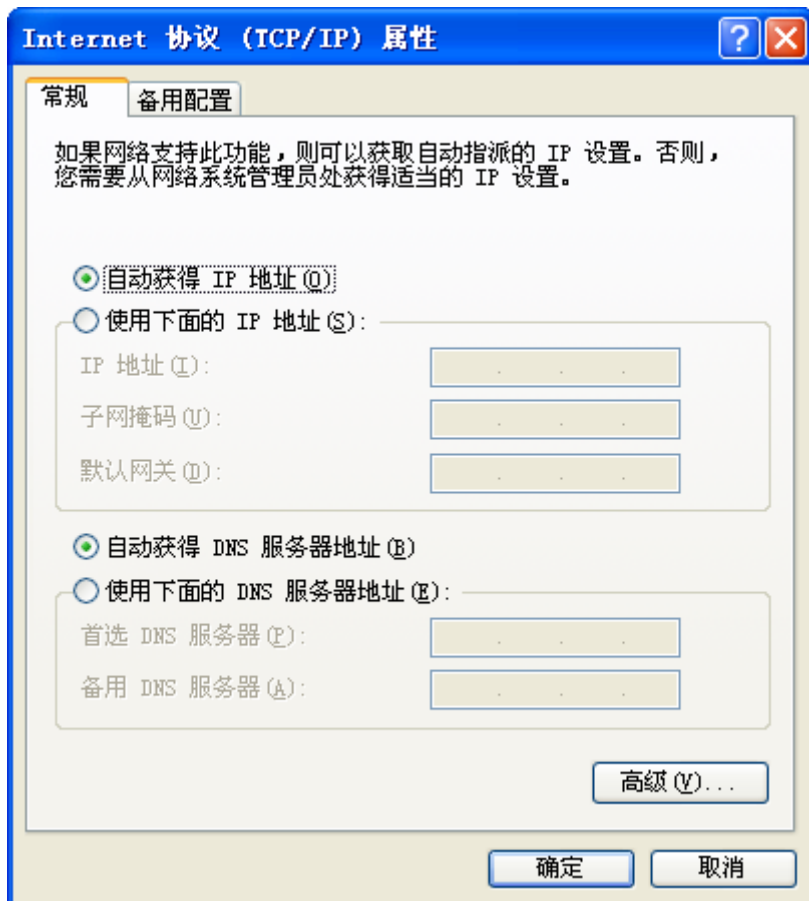 Internet 协议 (TCP/IP) 属性
常规
备用配置
如果网络支持此功能，则可以获取自动指派的 IP 设置。否则，
您需要从网络系统管理员处获得适当的 IP 设置。
自动获得 IP 地址(O)
使用下面的 IP 地址(S):
IP 地址(I):
子网掩码(U):
默认网关(D):
自动获得 DNS 服务器地址(B)
使用下面的 DNS 服务器地址(E):
首选 DNS 服务器(P):
备用 DNS 服务器(A):
高级(V)...
确定
取消